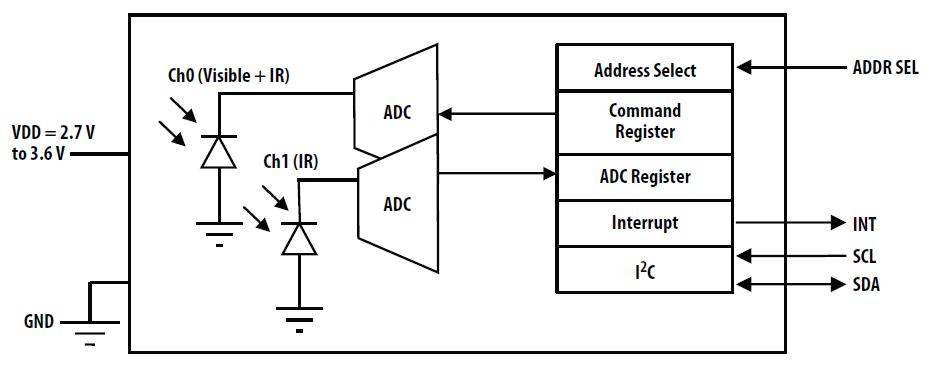 Ch0 (Visible + IR)
VDD = 2.7 V
to 3.6 V
GND
Ch1 (IR)
ADC
ADC
Address Select
Command
Register
ADC Register
Interrupt
I²C
ADDR SEL
INT
SCL
SDA